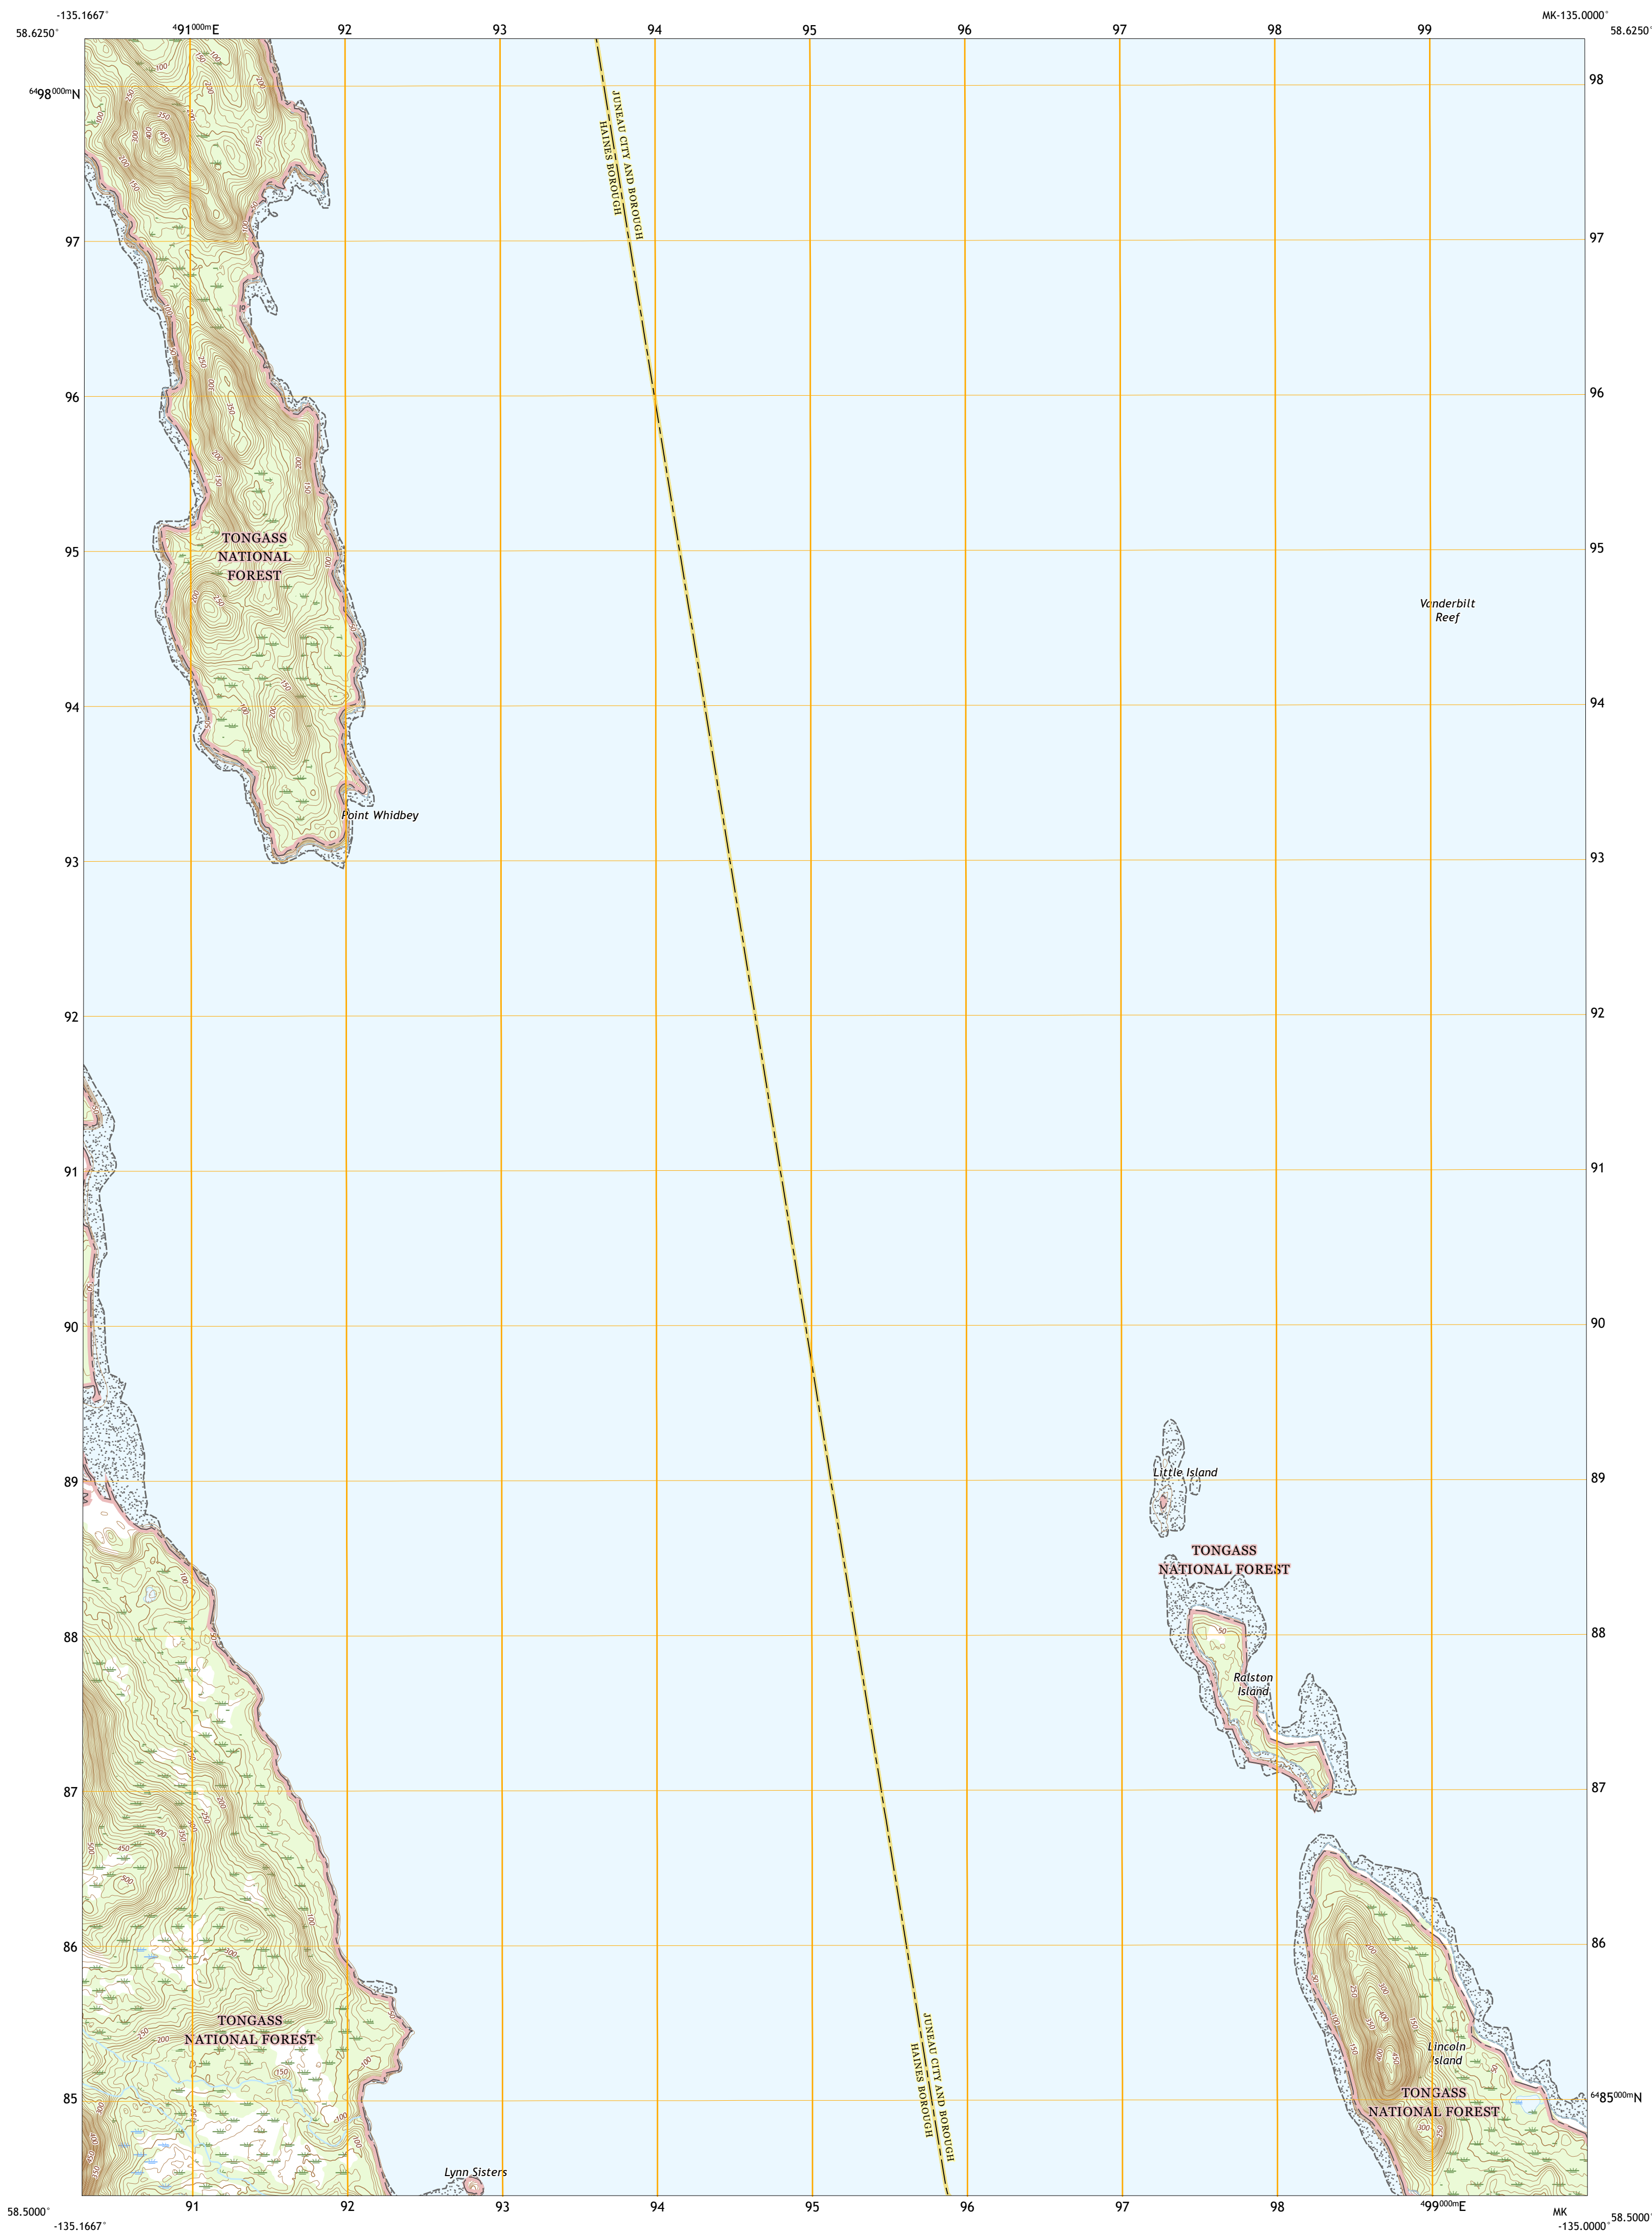 -135.1667°
MK-135.0000°
58.6250°
⁴91⁰⁰⁰ᵐE
92
93
94
95
96
97
98
99
58.6250°
⁶⁴98⁰⁰⁰ᵐN
98
JUNEAU CITY AND BOROUGH
HAINES BOROUGH
97
97
96
96
95
95
TONGASS
NATIONAL
FOREST
Vanderbilt
Reef
94
94
Point Whidbey
93
93
92
92
91
91
90
90
89
89
Little Island
TONGASS
NATIONAL FOREST
88
88
Ralston
Island
87
87
86
86
TONGASS
NATIONAL FOREST
JUNEAU CITY AND BOROUGH
HAINES BOROUGH
Lincoln
Island
TONGASS
NATIONAL FOREST
85
⁶⁴85⁰⁰⁰ᵐN
Lynn Sisters
58.5000°
91
92
93
94
95
96
97
98
⁴99⁰⁰⁰ᵐE
MK
58.5000°
-135.1667°
-135.0000°